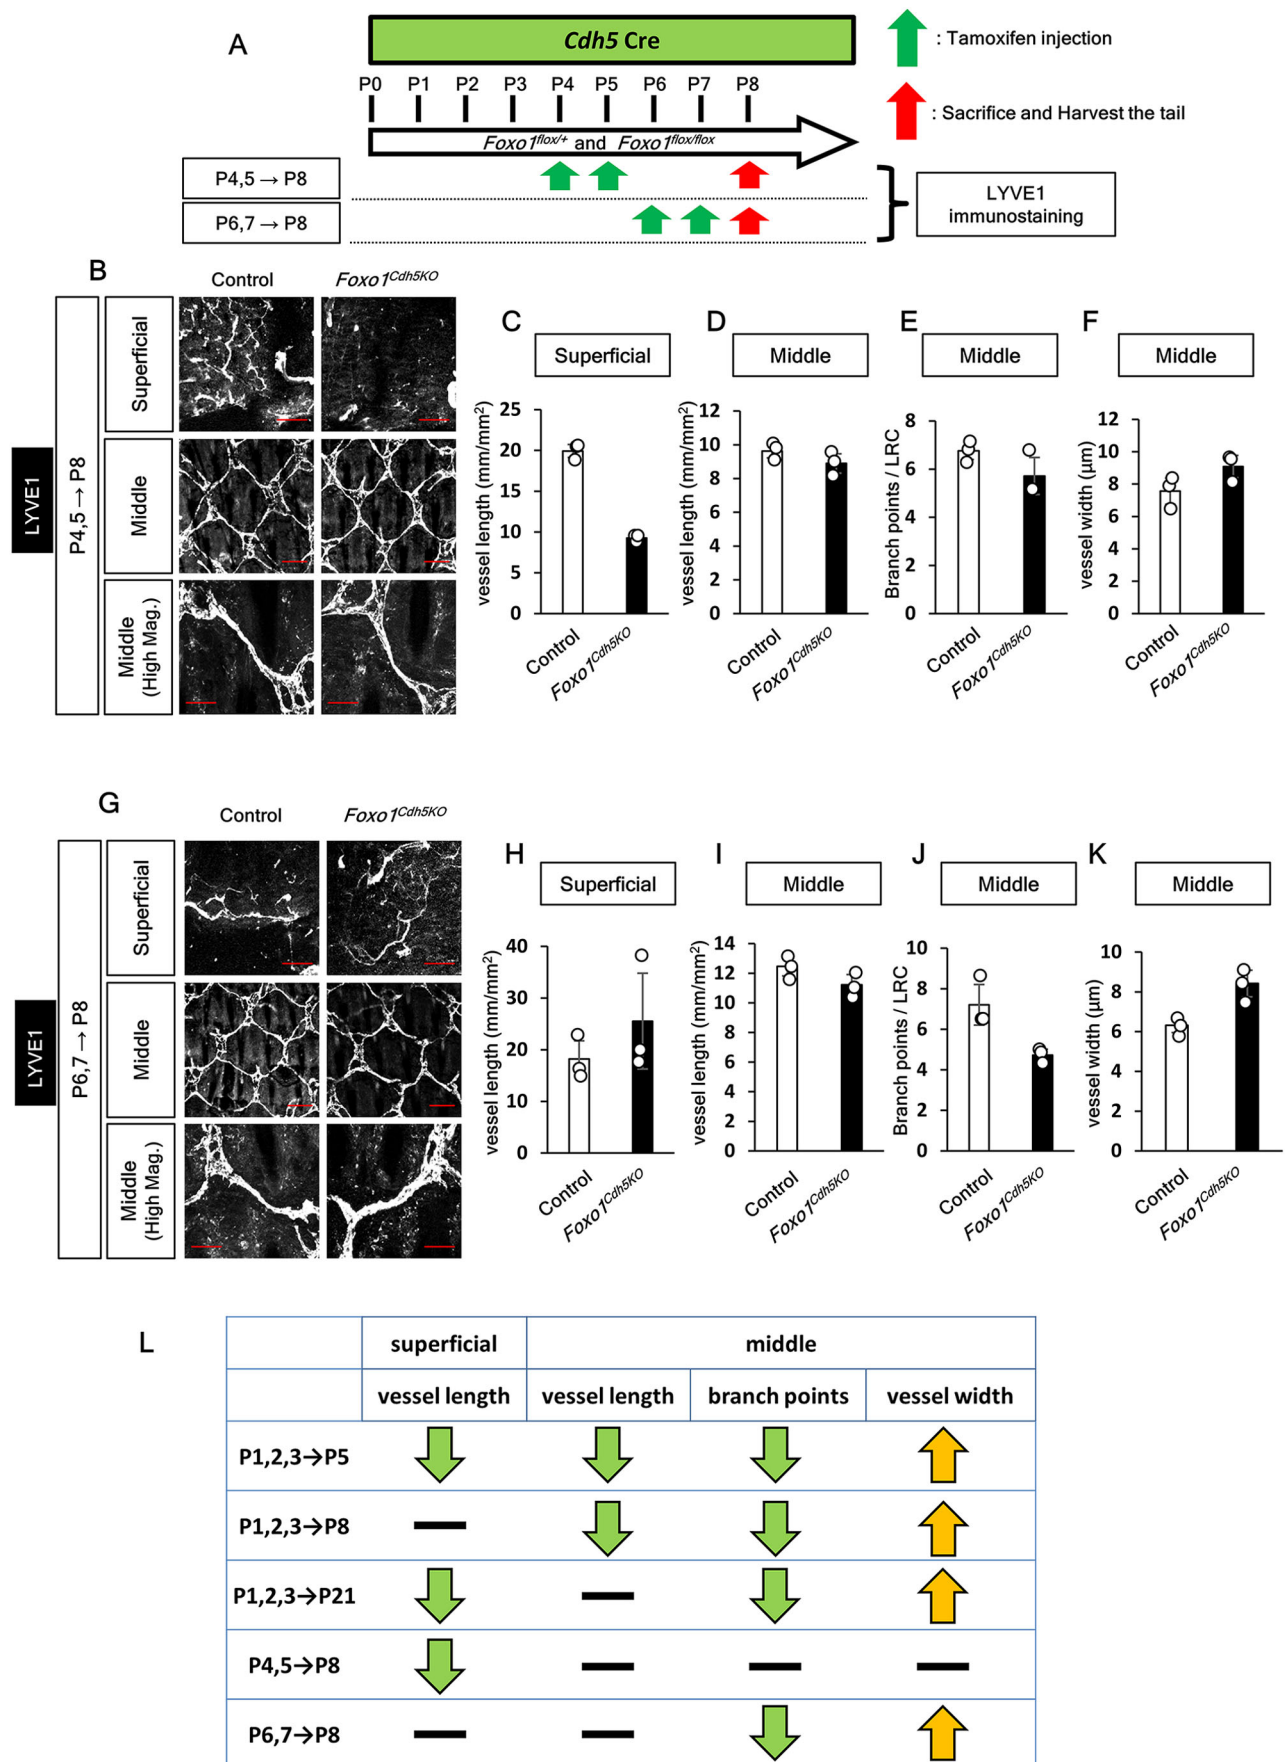 A
Cdh5 Cre
: Tamoxifen injection
P0 P1 P2 P3 P4 P5 P6 P7 P8
: Sacrifice and Harvest the tail
Foxo1flox/+ and Foxo1flox/flox
P4,5 → P8
P6,7 → P8
LYVE1
immunostaining
B
Control
Foxo1Cdh5KO
LYVE1
P4,5 → P8
Superficial
Middle
Middle
(High Mag.)
C
Superficial
vessel length (mm/mm2)
25
20
15
10
5
0
Control
Foxo1Cdh5KO
D
Middle
vessel length (mm/mm2)
12
10
8
6
4
2
0
Control
Foxo1Cdh5KO
E
Middle
Branch points / LRC
8
6
4
2
0
Control
Foxo1Cdh5KO
F
Middle
vessel width (µm)
12
10
8
6
4
2
0
Control
Foxo1Cdh5KO
G
Control
Foxo1Cdh5KO
LYVE1
P6,7 → P8
Superficial
Middle
Middle
(High Mag.)
H
Superficial
vessel length (mm/mm2)
40
30
20
10
0
Control
Foxo1Cdh5KO
I
Middle
vessel length (mm/mm2)
14
12
10
8
6
4
2
0
Control
Foxo1Cdh5KO
J
Middle
Branch points / LRC
10
8
6
4
2
0
Control
Foxo1Cdh5KO
K
Middle
vessel width (µm)
10
8
6
4
2
0
Control
Foxo1Cdh5KO
L
superficial middle
vessel length vessel length branch points vessel width
P1,2,3→P5
P1,2,3→P8
P1,2,3→P21
P4,5→P8
P6,7→P8